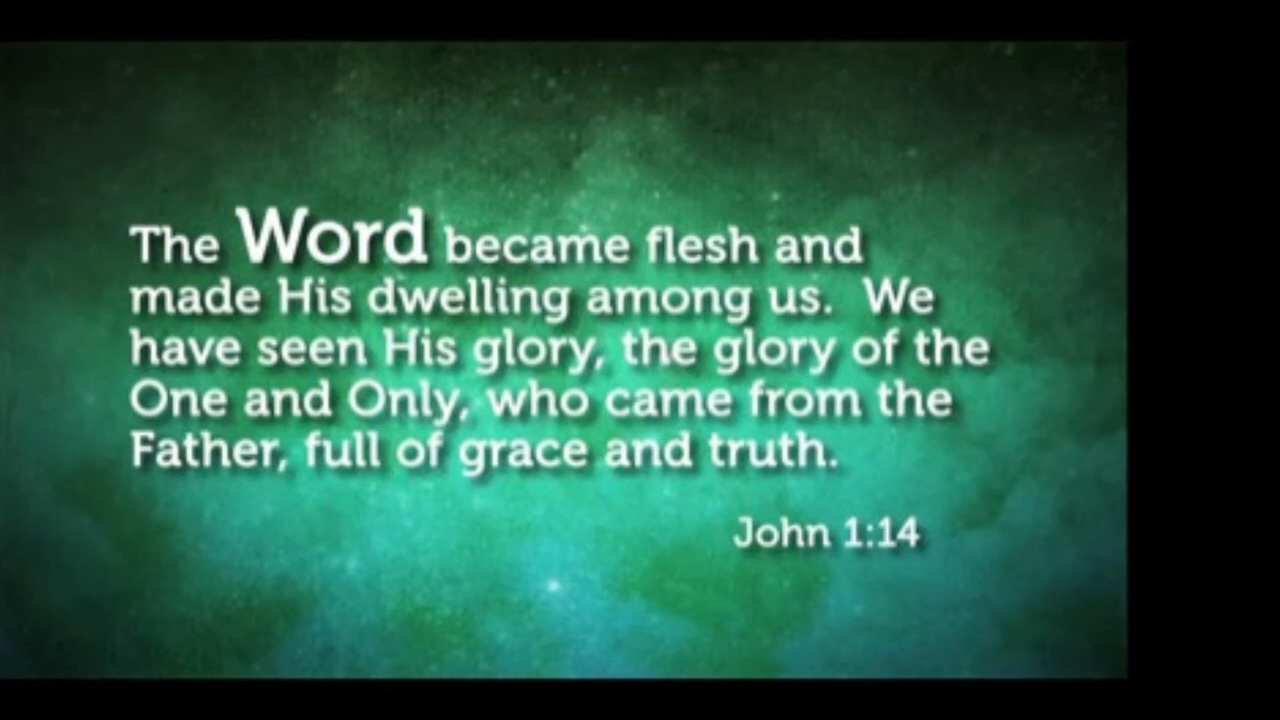 The Word became flesh and
made His dwelling among us. We
have seen His glory, the glory of the
One and Only, who came from the
Father, full of grace and truth.
John 1:14